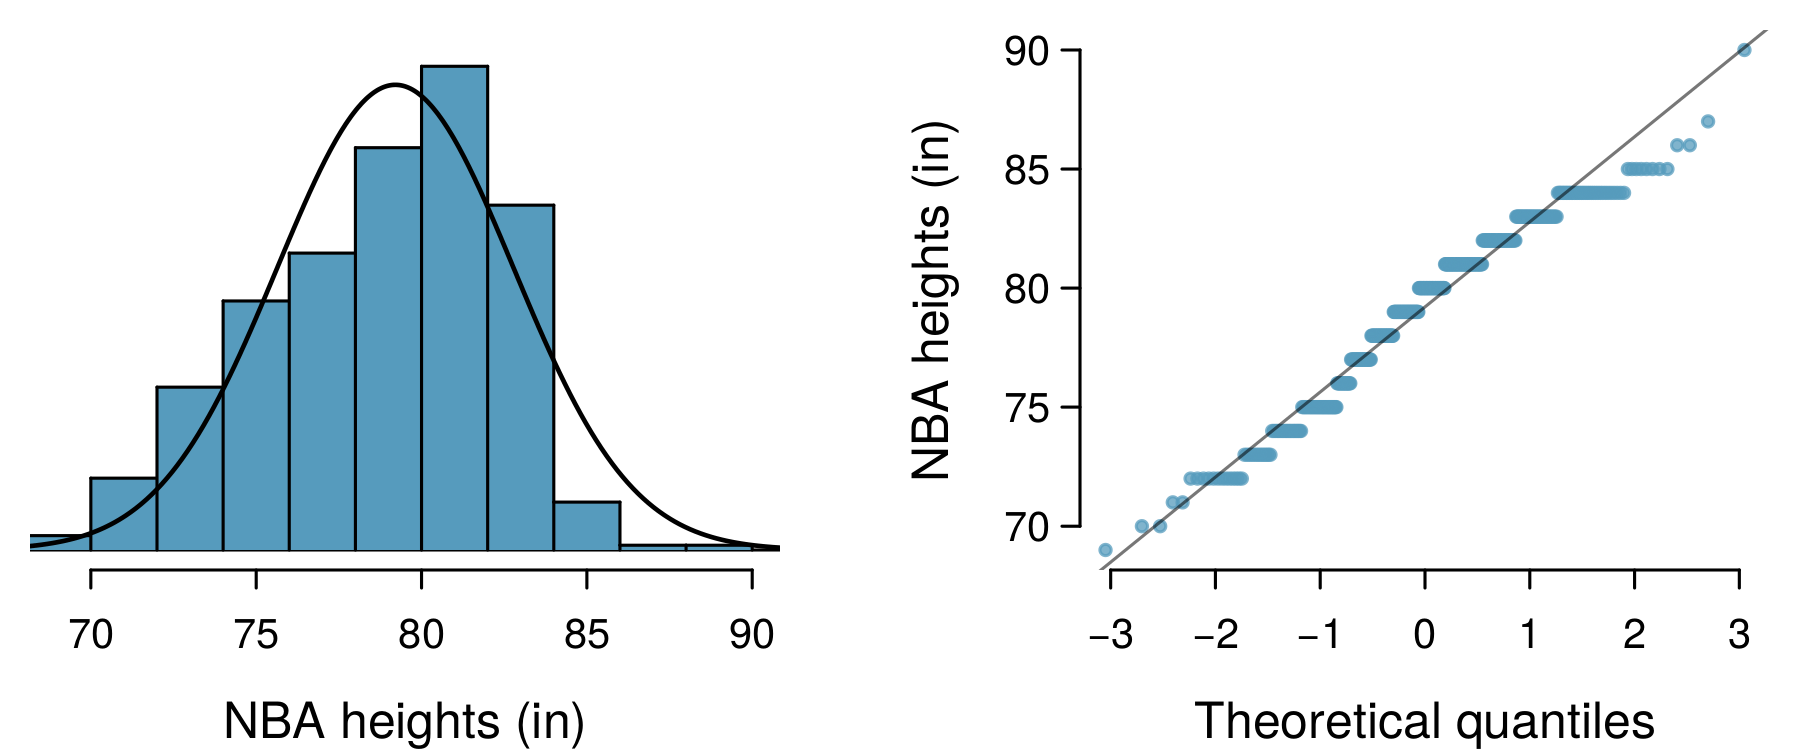 70 75 80 85 90
NBA heights (in)
90
85
80
75
70
NBA heights (in)
−3 −2 −1 0 1 2 3
Theoretical quantiles